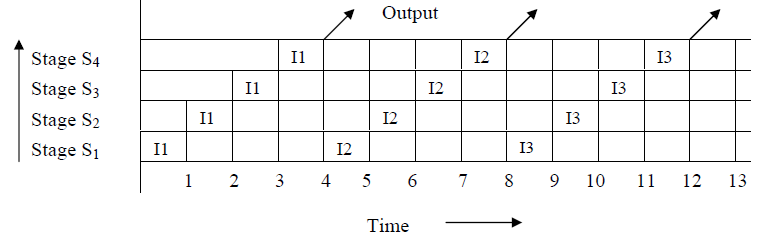 Output
Stage S4 I1 I2 I3
Stage S3 I1 I2 I3
Stage S2 I1 I2 I3
Stage S1 I1 I2 I3
1 2 3 4 5 6 7 8 9 10 11 12 13
Time